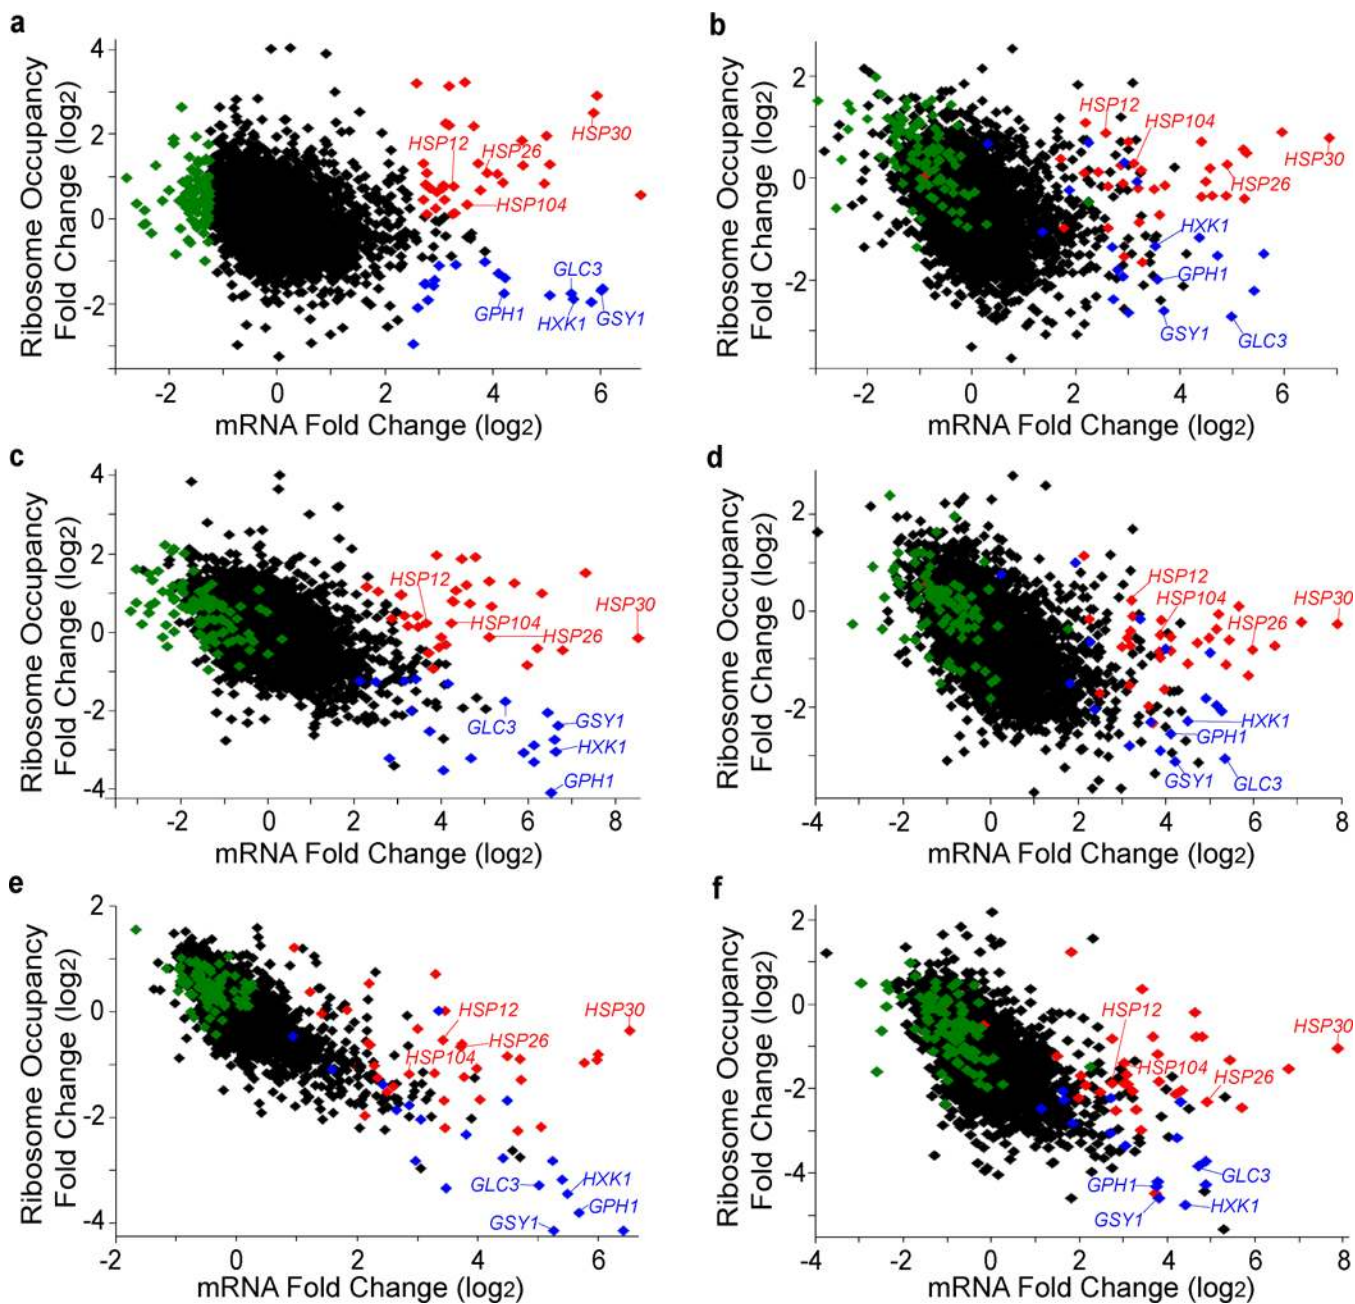 a
Ribosome Occupancy
Fold Change (log2)
4
2
0
-2
-2
0
2
4
6
mRNA Fold Change (log2)
HSP12
HSP26
HSP30
HSP104
GLC3
GPH1
HXK1
GSY1
b
Ribosome Occupancy
Fold Change (log2)
2
0
-2
-2
0
2
4
6
mRNA Fold Change (log2)
HSP12
HSP104
HSP30
HSP26
HXK1
GPH1
GSY1
GLC3
c
Ribosome Occupancy
Fold Change (log2)
4
2
0
-2
-4
-2
0
2
4
6
8
mRNA Fold Change (log2)
HSP12
HSP30
HSP104
HSP26
GLC3
GSY1
HXK1
GPH1
d
Ribosome Occupancy
Fold Change (log2)
2
0
-2
-4
-2
0
2
4
6
8
mRNA Fold Change (log2)
HSP12
HSP30
HSP104
HSP26
HXK1
GPH1
GSY1
GLC3
e
Ribosome Occupancy
Fold Change (log2)
2
0
-2
-4
0
2
4
6
mRNA Fold Change (log2)
HSP12
HSP30
HSP26
HSP104
GLC3
HXK1
GPH1
GSY1
f
Ribosome Occupancy
Fold Change (log2)
2
0
-2
-4
-4
-2
0
2
4
6
8
mRNA Fold Change (log2)
HSP12
HSP30
HSP104
HSP26
GPH1
GLC3
GSY1
HXK1